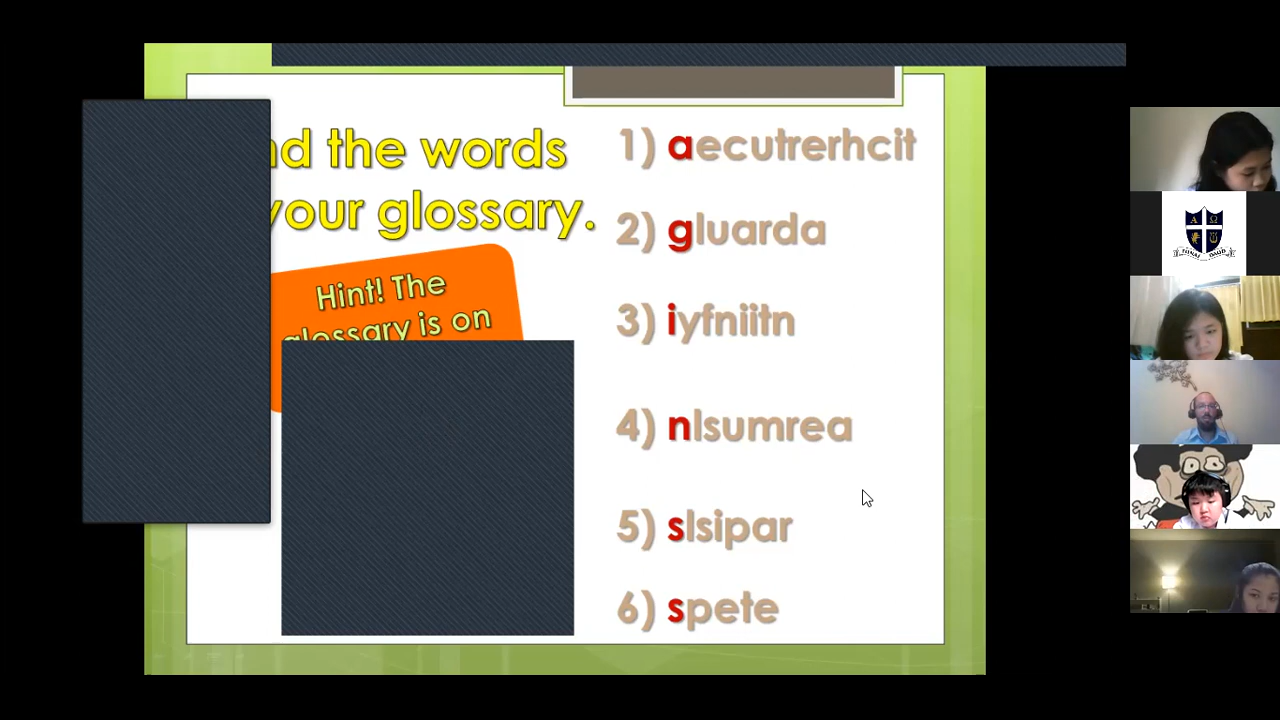 nd the words
your glossary.
Hint! The
glossary is on
1) aecutrerhcit
2) gluarda
3) iyfniitn
4) nlsumrea
5) slsipar
6) spete
Α Ω